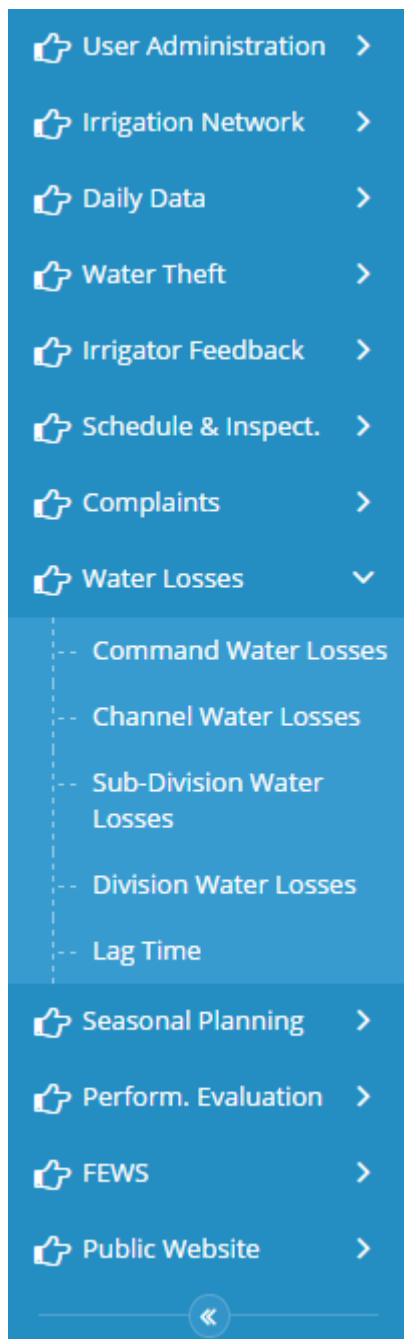 User Administration
Irrigation Network
Daily Data
Water Theft
Irrigator Feedback
Schedule & Inspect.
Complaints
Water Losses
Command Water Losses
Channel Water Losses
Sub-Division Water
Losses
Division Water Losses
Lag Time
Seasonal Planning
Perform. Evaluation
FEWS
Public Website